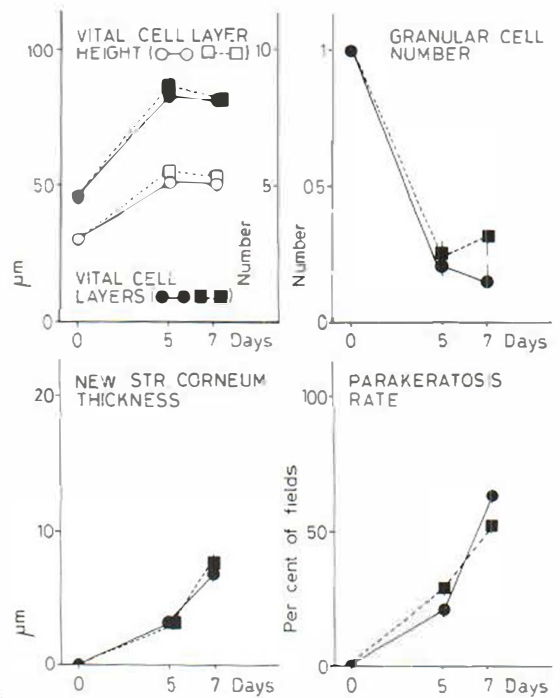 VITAL CELL LAYER
HEIGHT ( )
100
50
0
µm
10
5
Number
VITAL CELL
LAYERS ( )
0 5 7 Days
GRANULAR CELL
NUMBER
1
05
0
Number
0 5 7 Days
NEW STR CORNEUM
THICKNESS
20
10
0
µm
0 5 7 Days
PARAKERATOSIS
RATE
100
50
0
Per cent of fields
0 5 7 Days